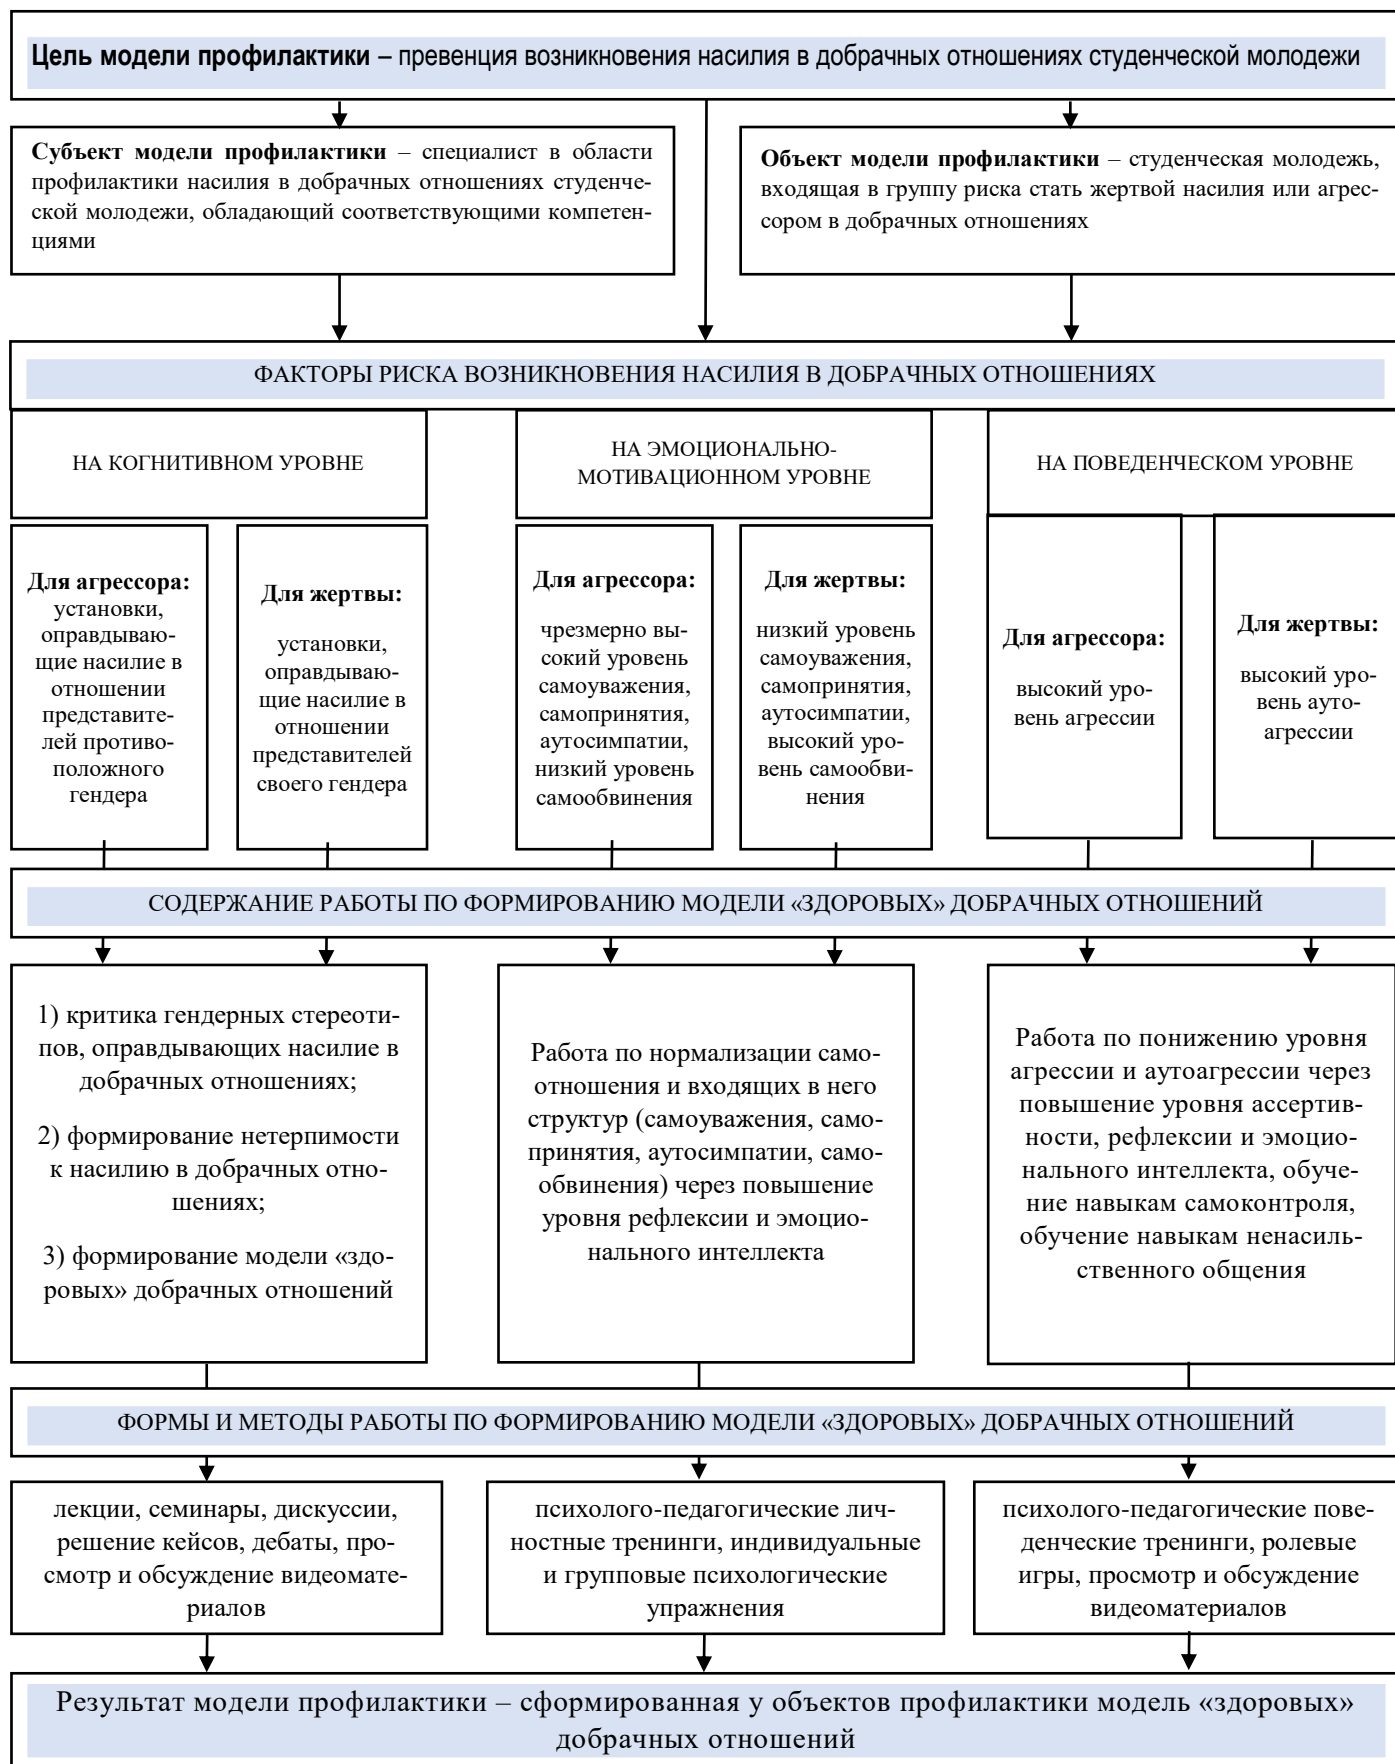 Цель модели профилактики – превенция возникновения насилия в добрачных отношениях студенческой молодежи
Субъект модели профилактики – специалист в области
профилактики насилия в добрачных отношениях студенче-
ской молодежи, обладающий соответствующими компетен-
циями
Объект модели профилактики – студенческая молодежь,
входящая в группу риска стать жертвой насилия или агрес-
сором в добрачных отношениях
ФАКТОРЫ РИСКА ВОЗНИКНОВЕНИЯ НАСИЛИЯ В ДОБРАЧНЫХ ОТНОШЕНИЯХ
НА КОГНИТИВНОМ УРОВНЕ
НА ЭМОЦИОНАЛЬНО-
МОТИВАЦИОННОМ УРОВНЕ
НА ПОВЕДЕНЧЕСКОМ УРОВНЕ
Для агрессора:
установки,
оправдываю-
щие насилие в
отношении
представите-
лей противо-
положного
гендера
Для жертвы:
установки,
оправдываю-
щие насилие в
отношении
представителей
своего гендера
Для агрессора:
чрезмерно вы-
сокий уровень
самоуважения,
самопринятия,
аутосимпатии,
низкий уровень
самообвинения
Для жертвы:
низкий уровень
самоуважения,
самопринятия,
аутосимпатии,
высокий уро-
вень самообви-
нения
Для агрессора:
высокий уро-
вень агрессии
Для жертвы:
высокий уро-
вень ауто-
агрессии
СОДЕРЖАНИЕ РАБОТЫ ПО ФОРМИРОВАНИЮ МОДЕЛИ «ЗДОРОВЫХ» ДОБРАЧНЫХ ОТНОШЕНИЙ
1) критика гендерных стереоти-
пов, оправдывающих насилие в
добрачных отношениях;
2) формирование нетерпимости
к насилию в добрачных отно-
шениях;
3) формирование модели «здо-
ровых» добрачных отношений
Работа по нормализации само-
отношения и входящих в него
структур (самоуважения, само-
принятия, аутосимпатии, само-
обвинения) через повышение
уровня рефлексии и эмоцио-
нального интеллекта
Работа по понижению уровня
агрессии и аутоагрессии через
повышение уровня ассертив-
ности, рефлексии и эмоцио-
нального интеллекта, обуче-
ние навыкам самоконтроля,
обучение навыкам ненасиль-
ственного общения
ФОРМЫ И МЕТОДЫ РАБОТЫ ПО ФОРМИРОВАНИЮ МОДЕЛИ «ЗДОРОВЫХ» ДОБРАЧНЫХ ОТНОШЕНИЙ
лекции, семинары, дискуссии,
решение кейсов, дебаты, про-
смотр и обсуждение видеомате-
риалов
психолого-педагогические лич-
ностные тренинги, индивидуальные
и групповые психологические
упражнения
психолого-педагогические пове-
денческие тренинги, ролевые
игры, просмотр и обсуждение
видеоматериалов
Результат модели профилактики – сформированная у объектов профилактики модель «здоровых»
добрачных отношений